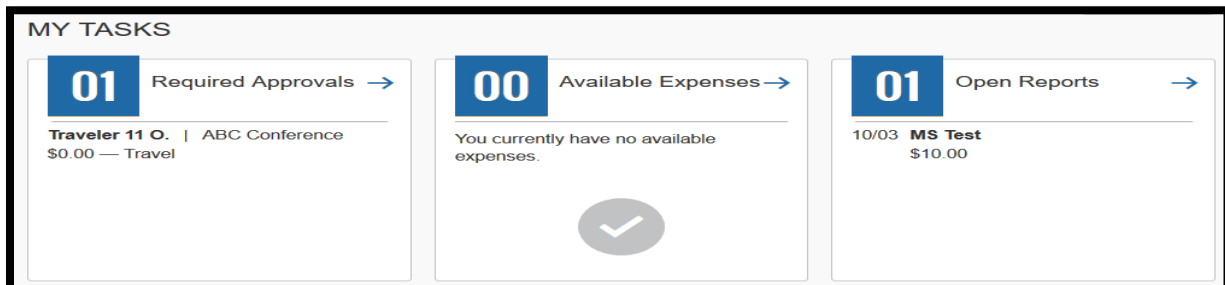 MY TASKS
01 Required Approvals →
Traveler 11 O. | ABC Conference
$0.00 — Travel
00 Available Expenses →
You currently have no available
expenses.
01 Open Reports →
10/03 MS Test
$10.00